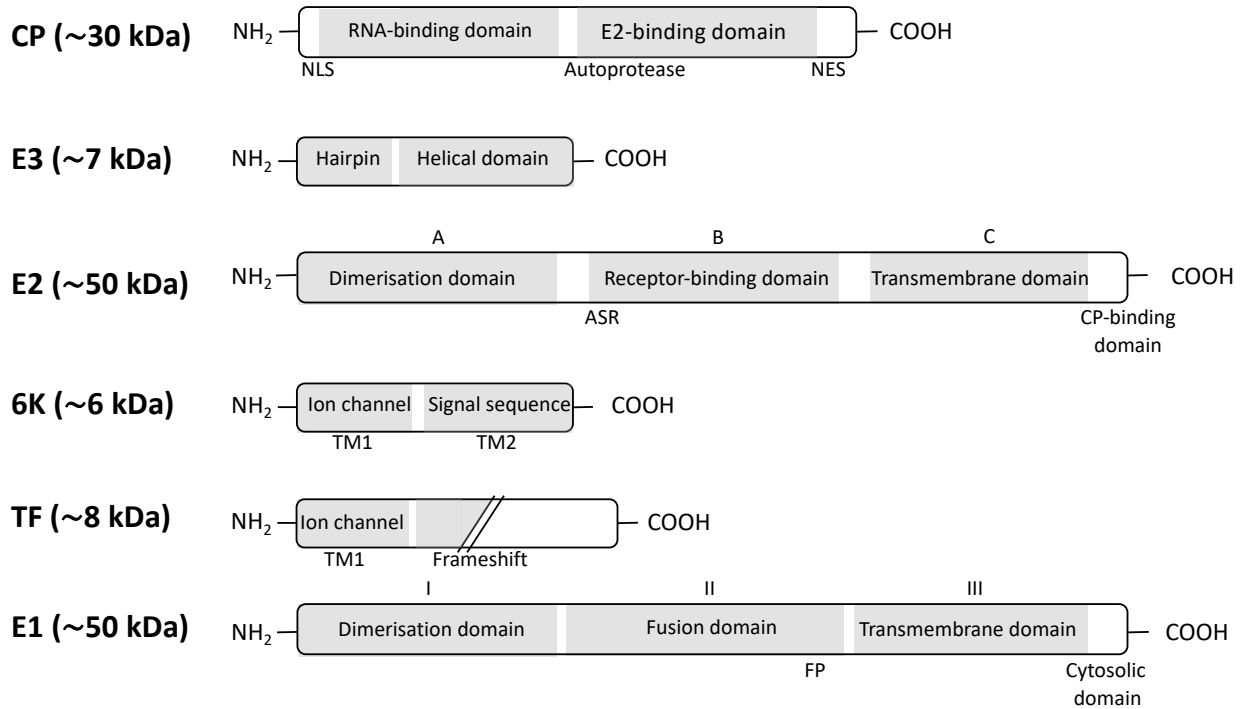 CP (~30 kDa) NH2 RNA-binding domain E2-binding domain COOH
NLS Autoprotease NES
E3 (~7 kDa) NH2 Hairpin Helical domain COOH
A B C
E2 (~50 kDa) NH2 Dimerisation domain Receptor-binding domain Transmembrane domain COOH
ASR CP-binding
domain
6K (~6 kDa) NH2 Ion channel Signal sequence COOH
TM1 TM2
TF (~8 kDa) NH2 Ion channel COOH
TM1 Frameshift
I II III
E1 (~50 kDa) NH2 Dimerisation domain Fusion domain Transmembrane domain COOH
FP Cytosolic
domain